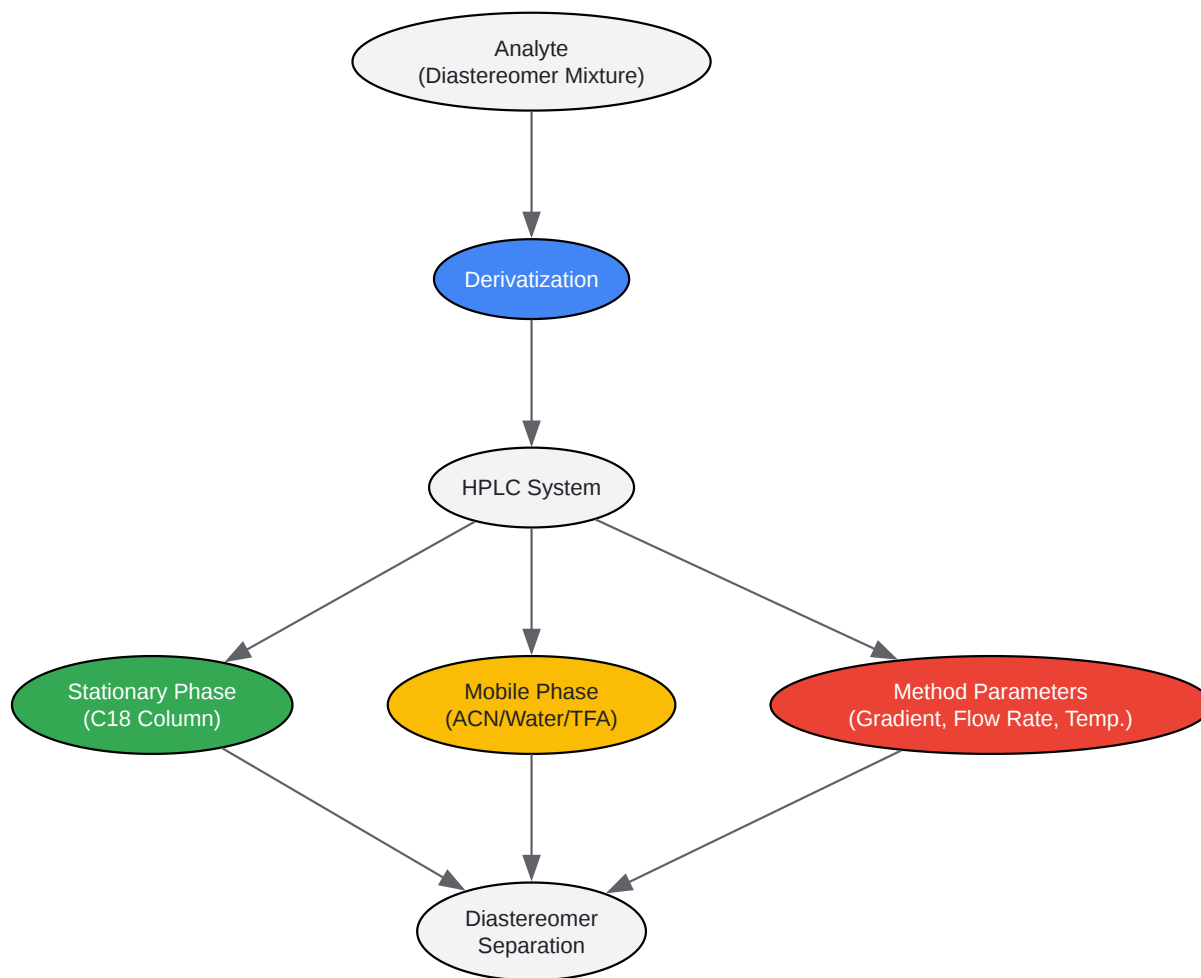 Analyte
(Diastereomer Mixture)
Derivatization
HPLC System
Stationary Phase
(C18 Column)
Mobile Phase
(ACN/Water/TFA)
Method Parameters
(Gradient, Flow Rate, Temp.)
Diastereomer
Separation